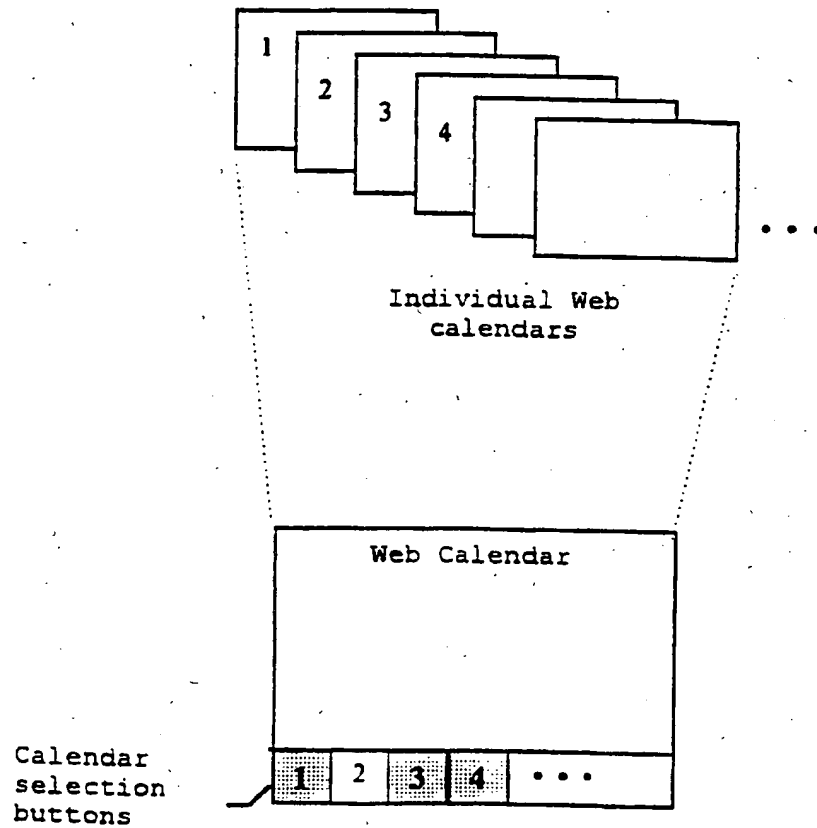 1
2
3
4
• • •
Individual Web
calendars
Web Calendar
Calendar
selection
buttons
1 2 3 4 • • •